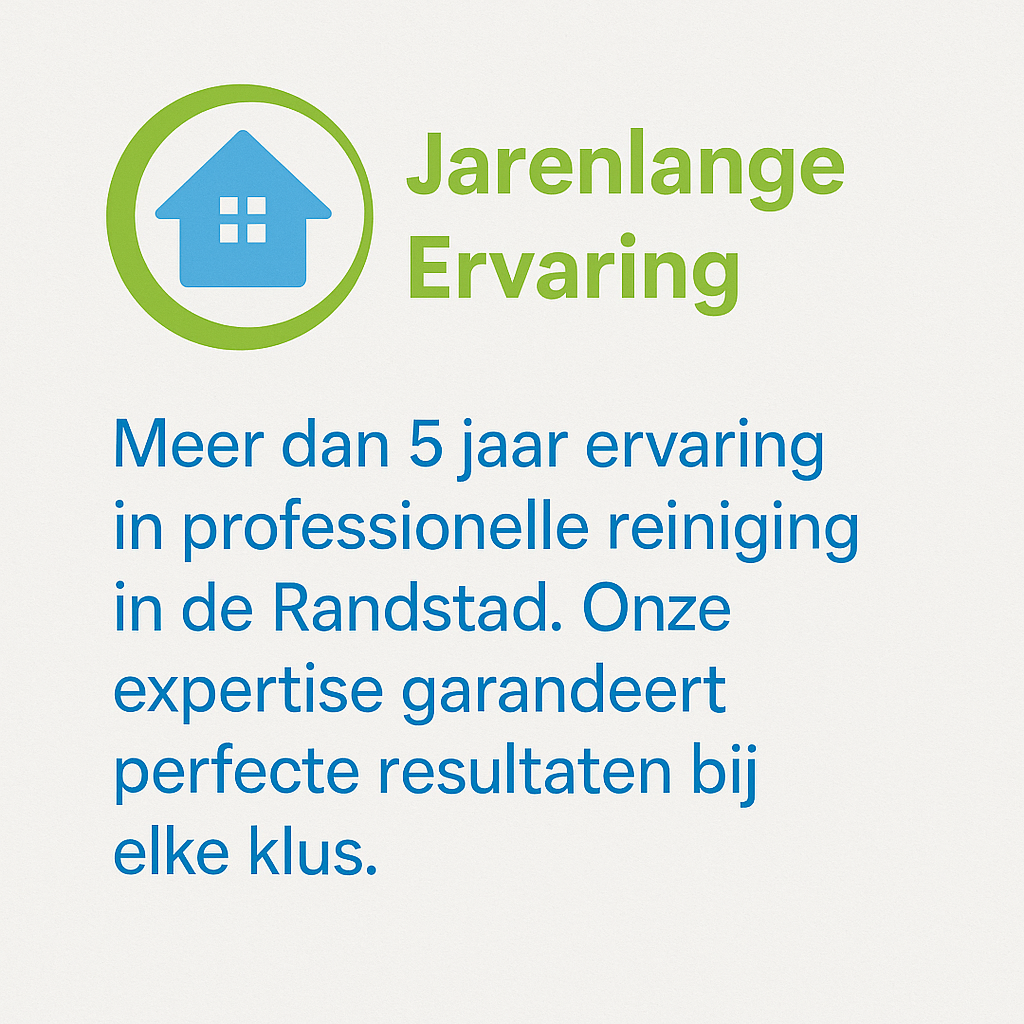 Jarenlange
Ervaring
Meer dan 5 jaar ervaring
in professionelle reiniging
in de Randstad. Onze
expertise garandeert
perfecte resultaten bij
elke klus.